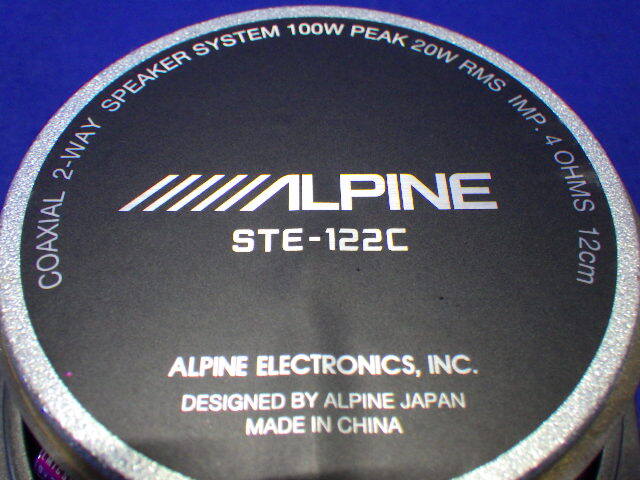 COAXIAL 2-WAY SPEAKER SYSTEM 100W PEAK 20W RMS IMP. 4 OHMS 12cm
ALPINE
STE-122C
ALPINE ELECTRONICS, INC.
DESIGNED BY ALPINE JAPAN
MADE IN CHINA